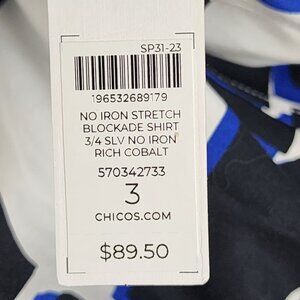 SP31-23
196532689179
NO IRON STRETCH
BLOCKADE SHIRT
3/4 SLV NO IRON
RICH COBALT
570342733
3
CHICOS.COM
$89.50